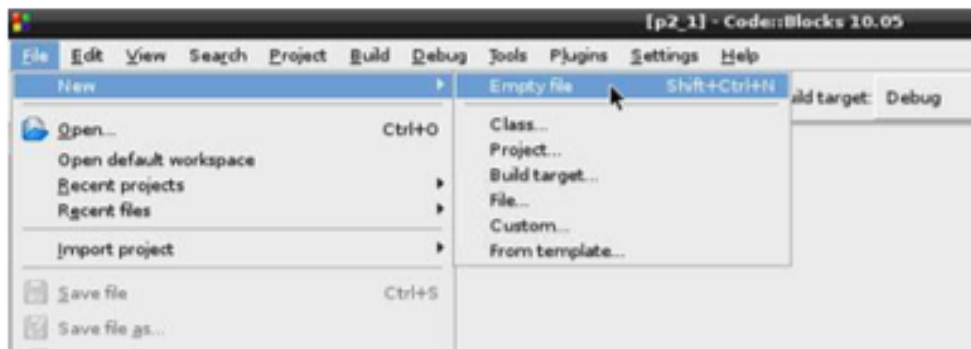 [p2_1] - Code::Blocks 10.05
File Edit View Search Project Build Debug Tools Plugins Settings Help
New
Empty file Shift+Ctrl+N
ild target: Debug
Open... Ctrl+O
Open default workspace
Recent projects
Recent files
Import project
Save file Ctrl+S
Save file as...
Class...
Project...
Build target...
File...
Custom...
From template...